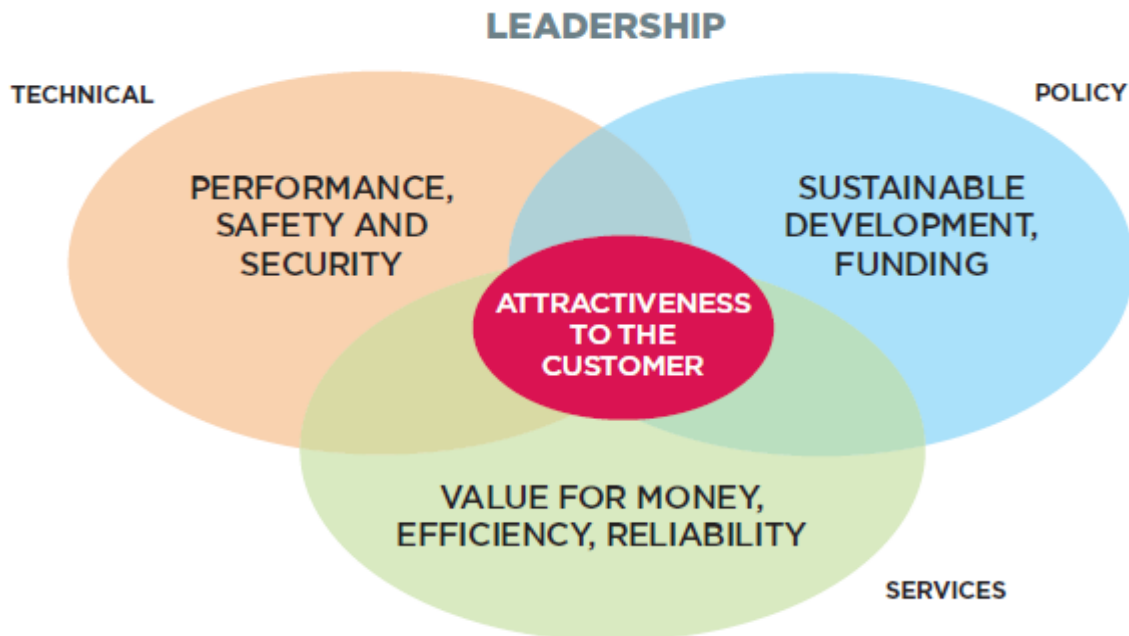 LEADERSHIP
TECHNICAL
POLICY
PERFORMANCE,
SAFETY AND
SECURITY
SUSTAINABLE
DEVELOPMENT,
FUNDING
ATTRACTIVENESS
TO THE
CUSTOMER
VALUE FOR MONEY,
EFFICIENCY, RELIABILITY
SERVICES